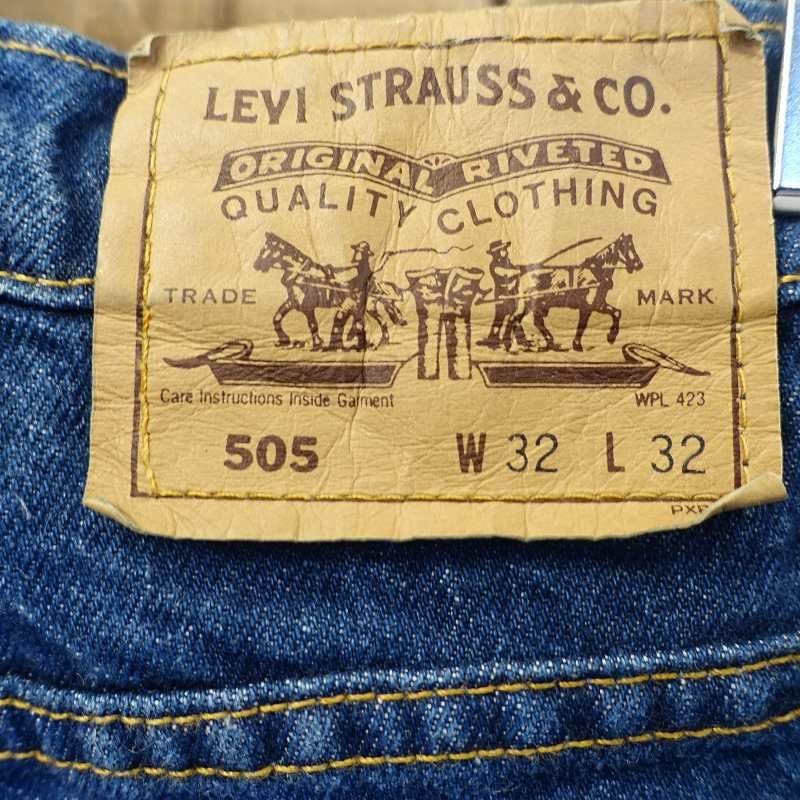 LEVI STRAUSS & CO.
ORIGINAL RIVETED
QUALITY CLOTHING
TRADE MARK
Care Instructions Inside Garment WPL 423
505 W 32 L 32